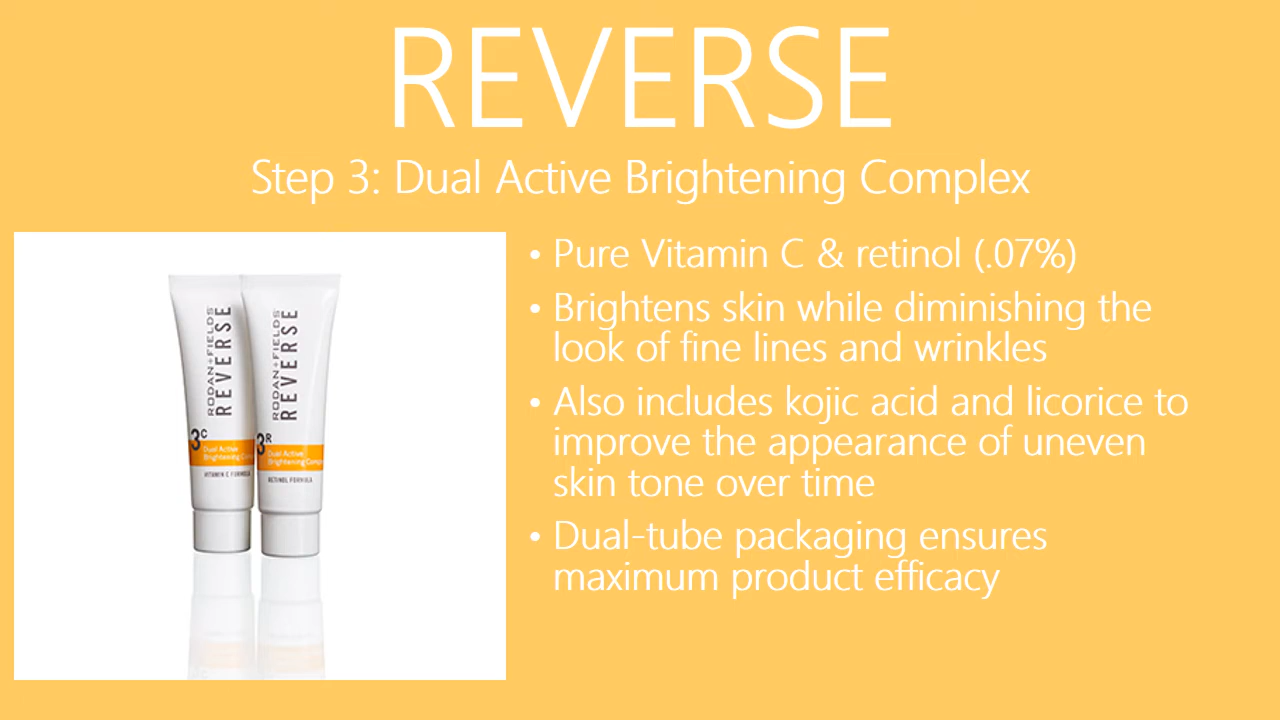 REVERSE
Step 3: Dual Active Brightening Complex
• Pure Vitamin C & retinol (.07%)
• Brightens skin while diminishing the
look of fine lines and wrinkles
• Also includes kojic acid and licorice to
improve the appearance of uneven
skin tone over time
• Dual-tube packaging ensures
maximum product efficacy
RODAN+FIELDS
REVERSE
3C
Dual Active
Brightening
VITAMIN C FORMULA
RODAN+FIELDS
REVERSE
3R
Dual Active
Brightening
RETINOL FORMULA